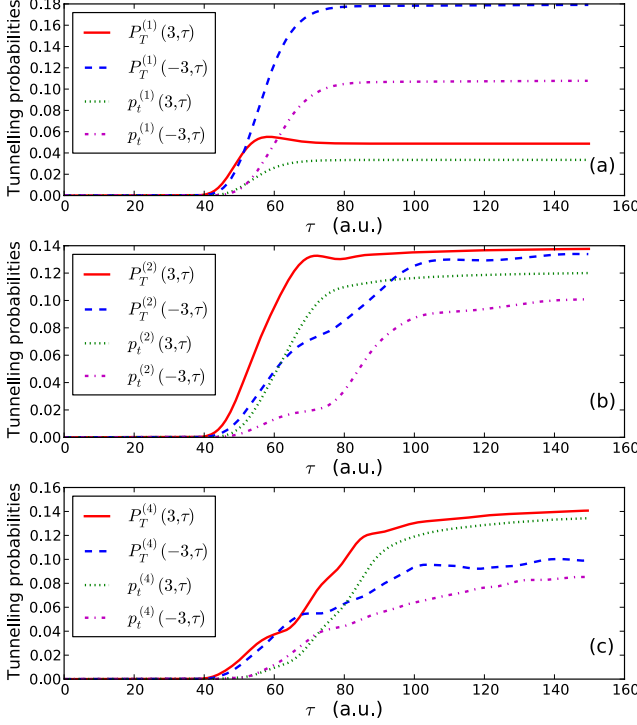 Tunnelling probabilities
0.18
0.16
0.14
0.12
0.10
0.08
0.06
0.04
0.02
0.00
P_T^(1)(3,τ)
P_T^(1)(−3,τ)
p_t^(1)(3,τ)
p_t^(1)(−3,τ)
(a)
0 20 40 60 80 100 120 140 160
τ (a.u.)
Tunnelling probabilities
0.14
0.12
0.10
0.08
0.06
0.04
0.02
0.00
P_T^(2)(3,τ)
P_T^(2)(−3,τ)
p_t^(2)(3,τ)
p_t^(2)(−3,τ)
(b)
0 20 40 60 80 100 120 140 160
τ (a.u.)
Tunnelling probabilities
0.16
0.14
0.12
0.10
0.08
0.06
0.04
0.02
0.00
P_T^(4)(3,τ)
P_T^(4)(−3,τ)
p_t^(4)(3,τ)
p_t^(4)(−3,τ)
(c)
0 20 40 60 80 100 120 140 160
τ (a.u.)